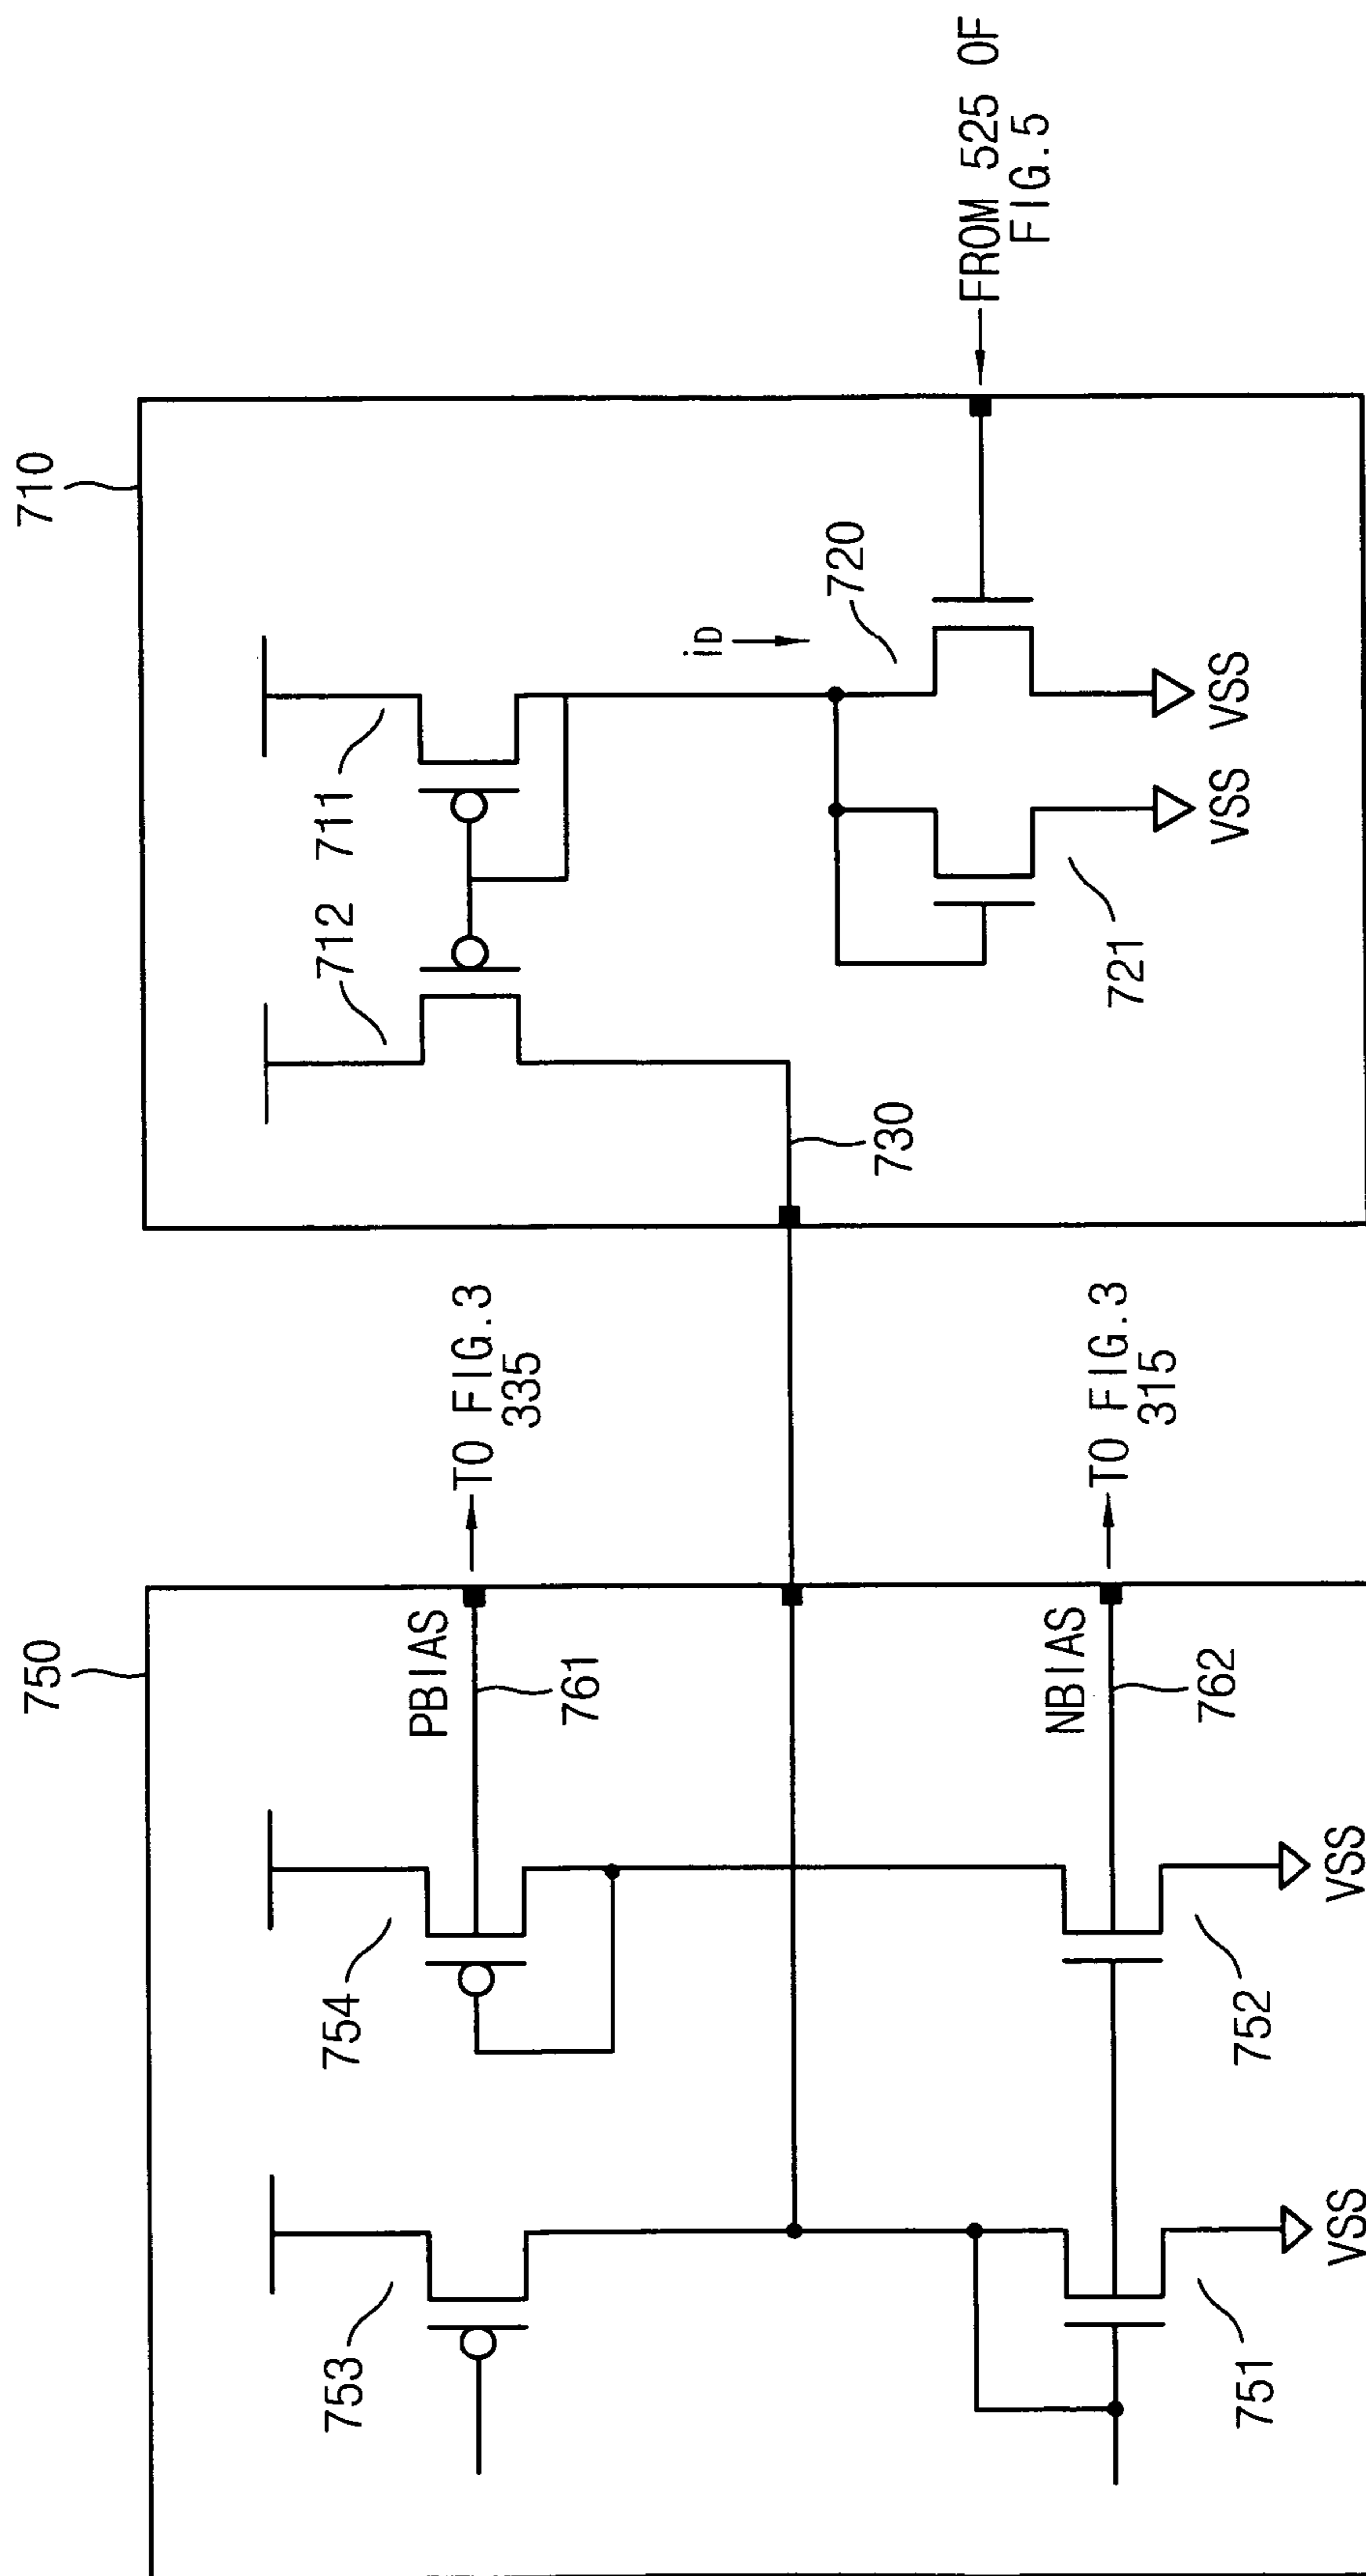 750
710
PBIAS
761
TO FIG.3
335
753
754
712
711
iD
720
FROM 525 OF
FIG.5
730
721
VSS
VSS
NBIAS
762
TO FIG.3
315
751
752
VSS
VSS